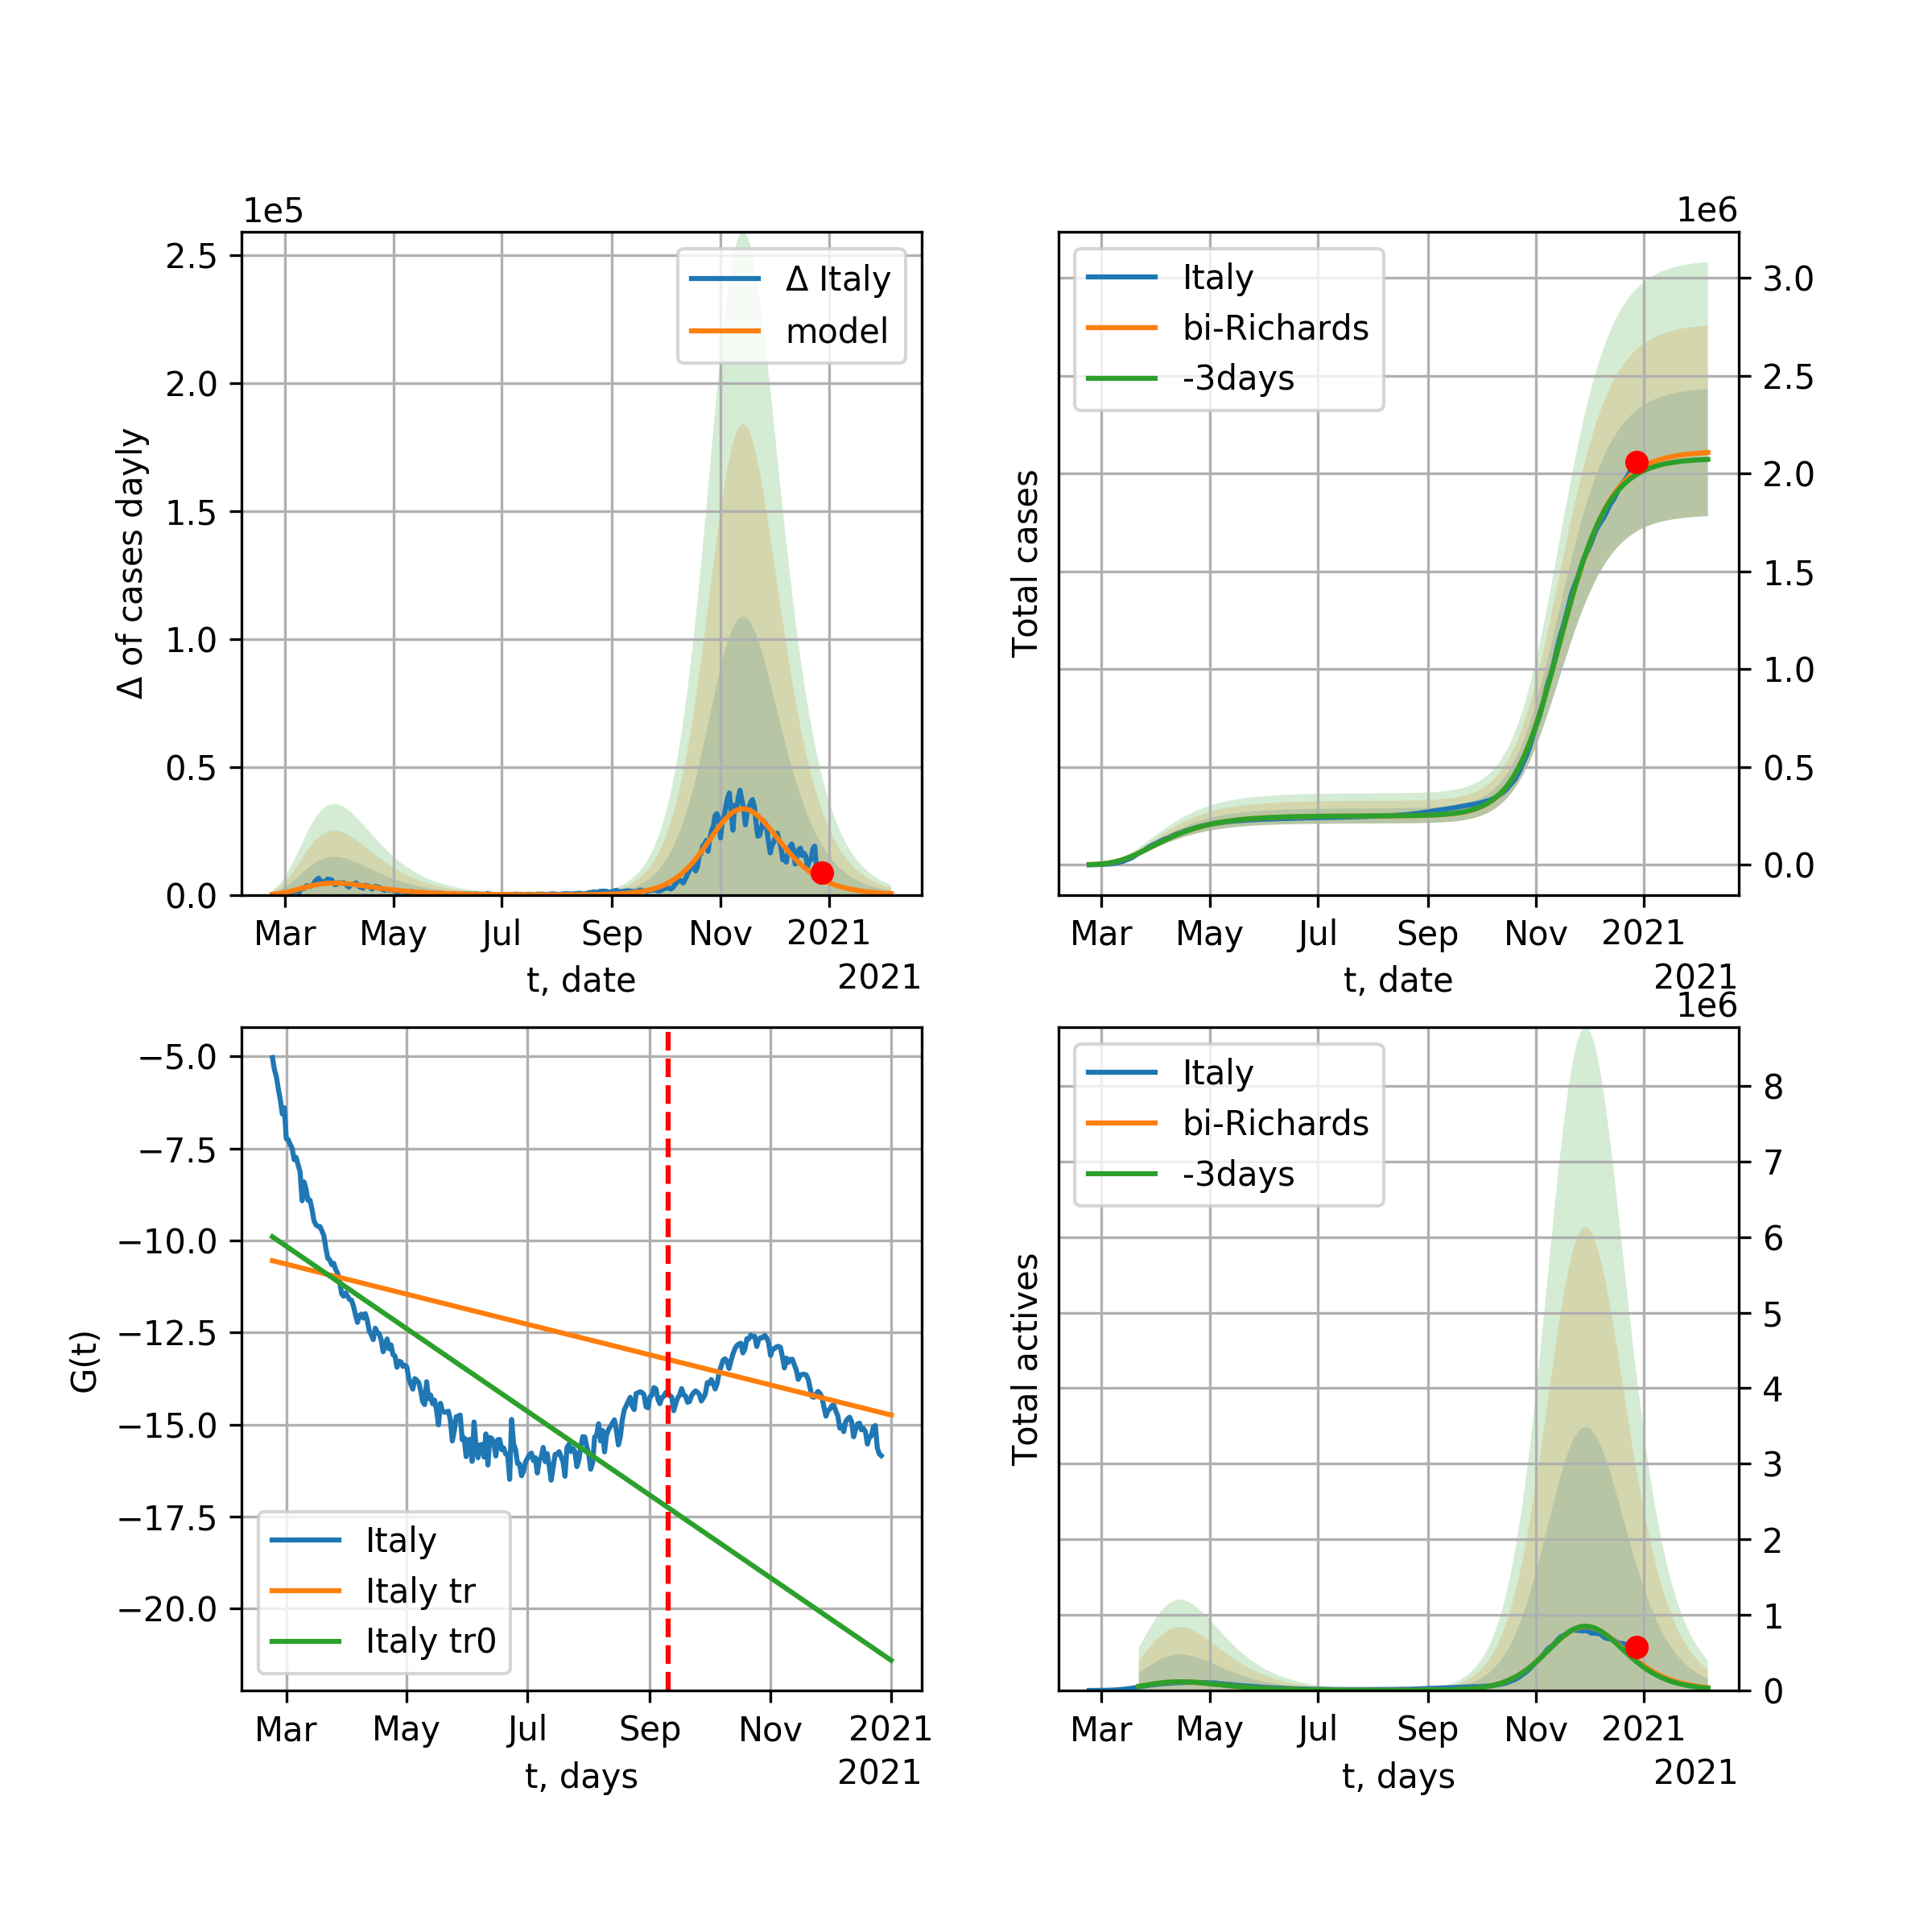 1e5
2.5
2.0
1.5
1.0
0.5
0.0
Δ of cases dayly
Δ Italy
model
Mar May Jul Sep Nov 2021
t, date
2021
1e6
Italy
bi-Richards
-3days
Total cases
3.0
2.5
2.0
1.5
1.0
0.5
0.0
Mar May Jul Sep Nov 2021
t, date
2021
−5.0
−7.5
−10.0
−12.5
−15.0
−17.5
−20.0
G(t)
Italy
Italy tr
Italy tr0
Mar May Jul Sep Nov 2021
t, days
2021
1e6
Italy
bi-Richards
-3days
Total actives
8
7
6
5
4
3
2
1
0
Mar May Jul Sep Nov 2021
t, days
2021